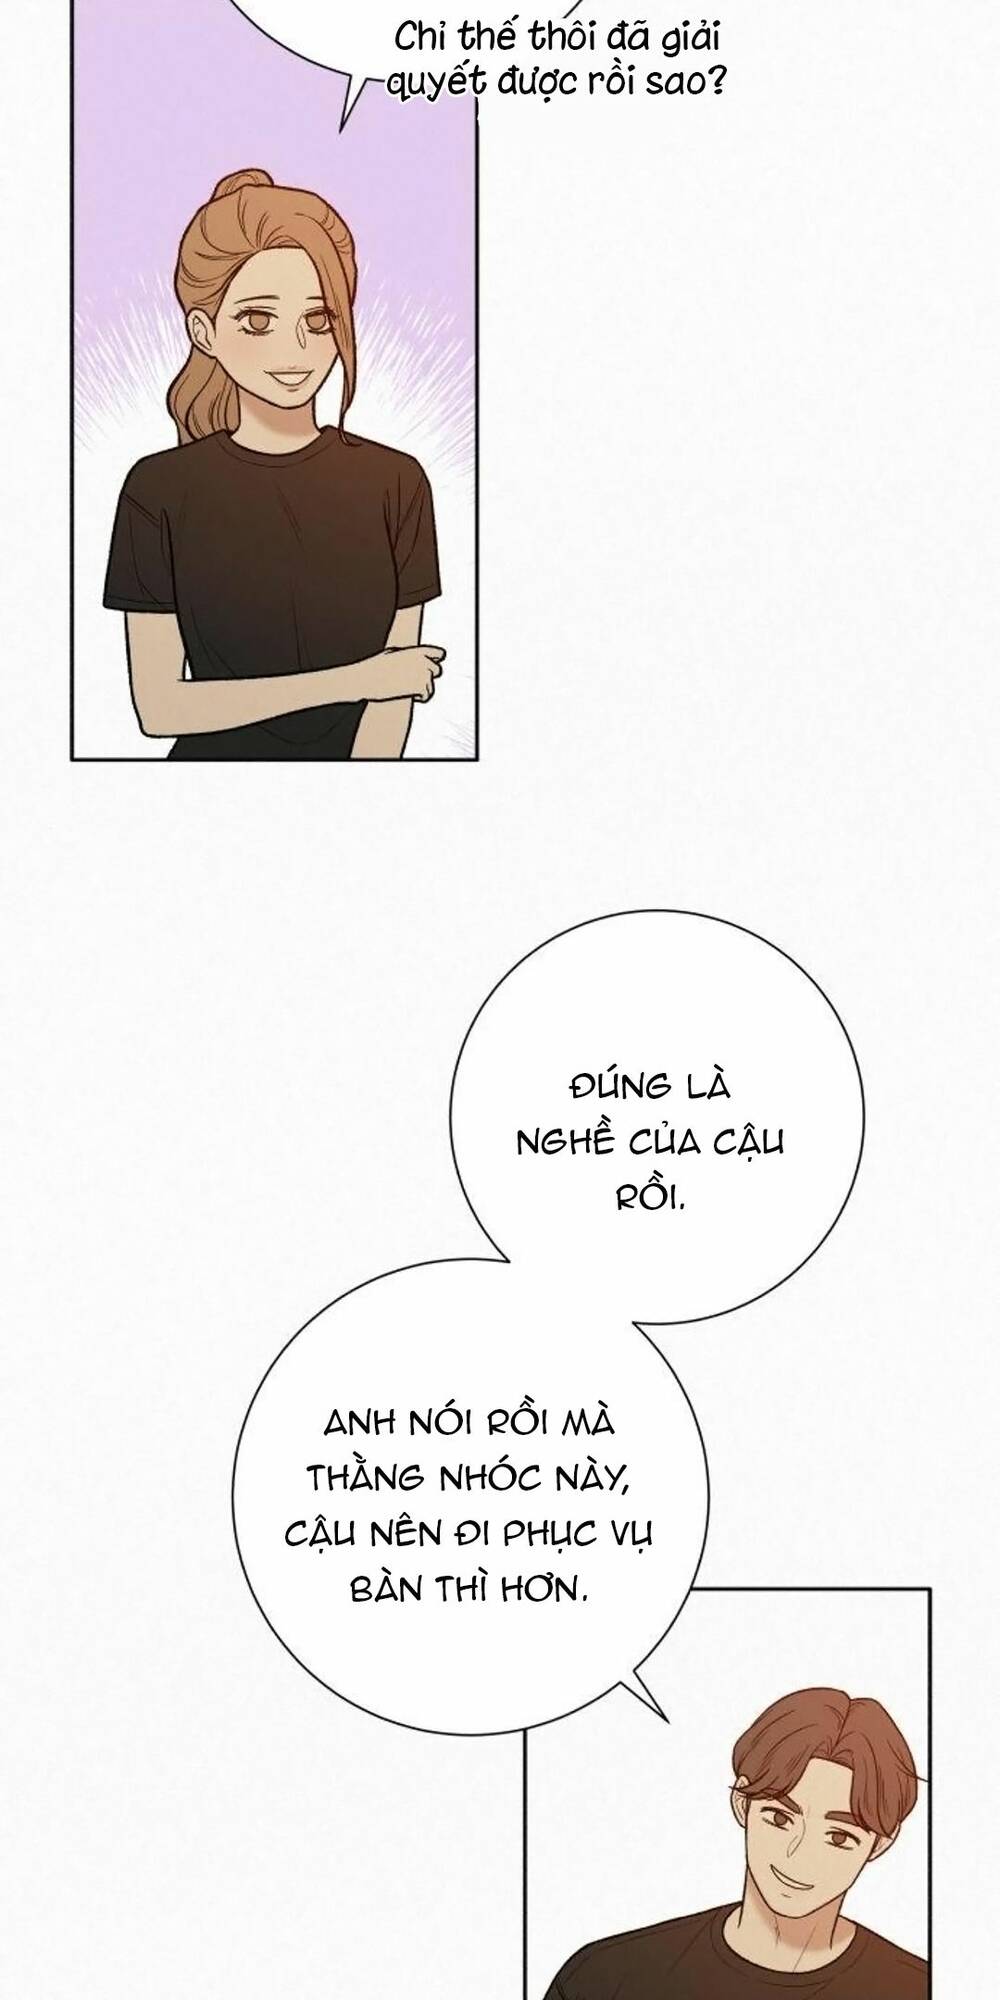 Chỉ thế thôi đã giải
quyết được rồi sao?
ĐÚNG LÀ
NGHỀ CỦA CẬU
RỒI.
ANH NÓI RỒI MÀ
THẰNG NHÓC NÀY,
CẬU NÊN ĐI PHỤC VỤ
BÀN THÌ HƠN.